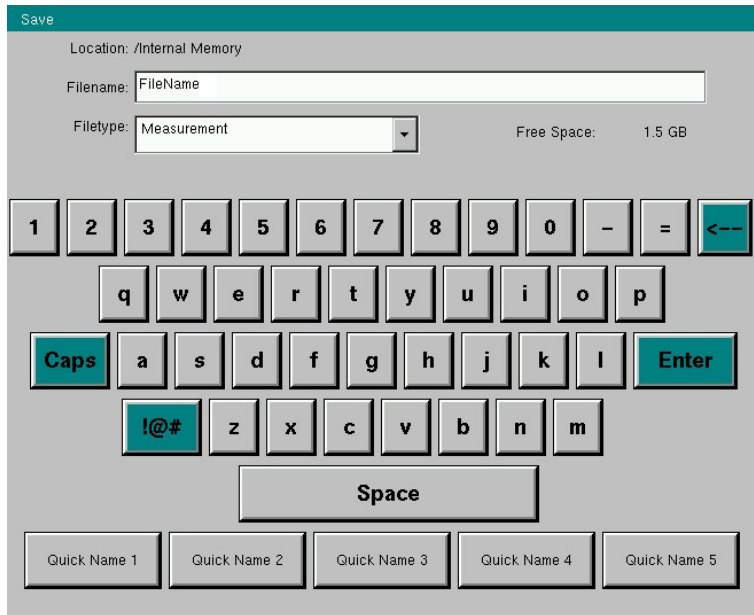 Save
Location: /Internal Memory
Filename: FileName
Filetype: Measurement Free Space: 1.5 GB
1 2 3 4 5 6 7 8 9 0 - = <--
q w e r t y u i o p
Caps a s d f g h j k l Enter
!@# z x c v b n m
Space
Quick Name 1 Quick Name 2 Quick Name 3 Quick Name 4 Quick Name 5